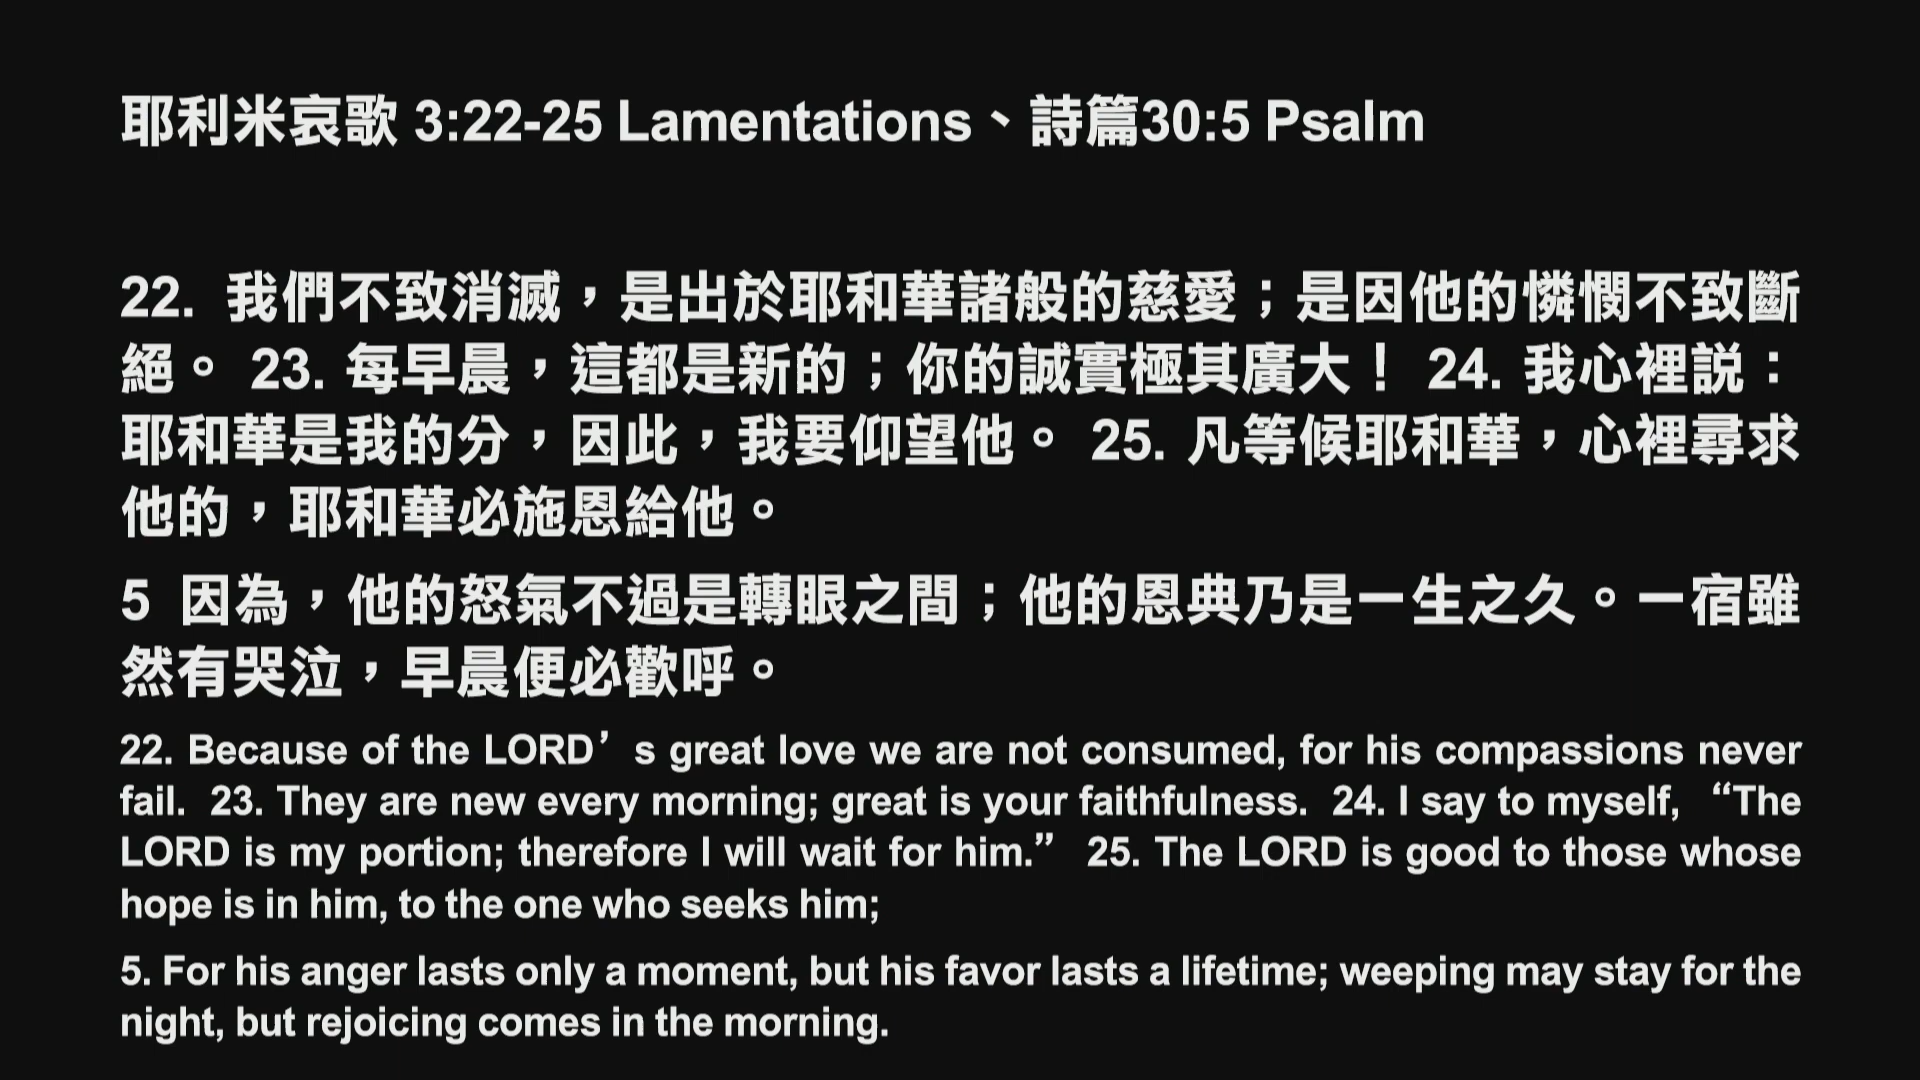 耶利米哀歌 3:22-25 Lamentations、詩篇30:5 Psalm
22. 我們不致消滅，是出於耶和華諸般的慈愛；是因他的憐憫不致斷
絕。 23. 每早晨，這都是新的；你的誠實極其廣大！ 24. 我心裡説：
耶和華是我的分，因此，我要仰望他。 25. 凡等候耶和華，心裡尋求
他的，耶和華必施恩給他。
5 因為，他的怒氣不過是轉眼之間；他的恩典乃是一生之久。一宿雖
然有哭泣，早晨便必歡呼。
22. Because of the LORD’s great love we are not consumed, for his compassions never
fail. 23. They are new every morning; great is your faithfulness. 24. I say to myself, “The
LORD is my portion; therefore I will wait for him.” 25. The LORD is good to those whose
hope is in him, to the one who seeks him;
5. For his anger lasts only a moment, but his favor lasts a lifetime; weeping may stay for the
night, but rejoicing comes in the morning.